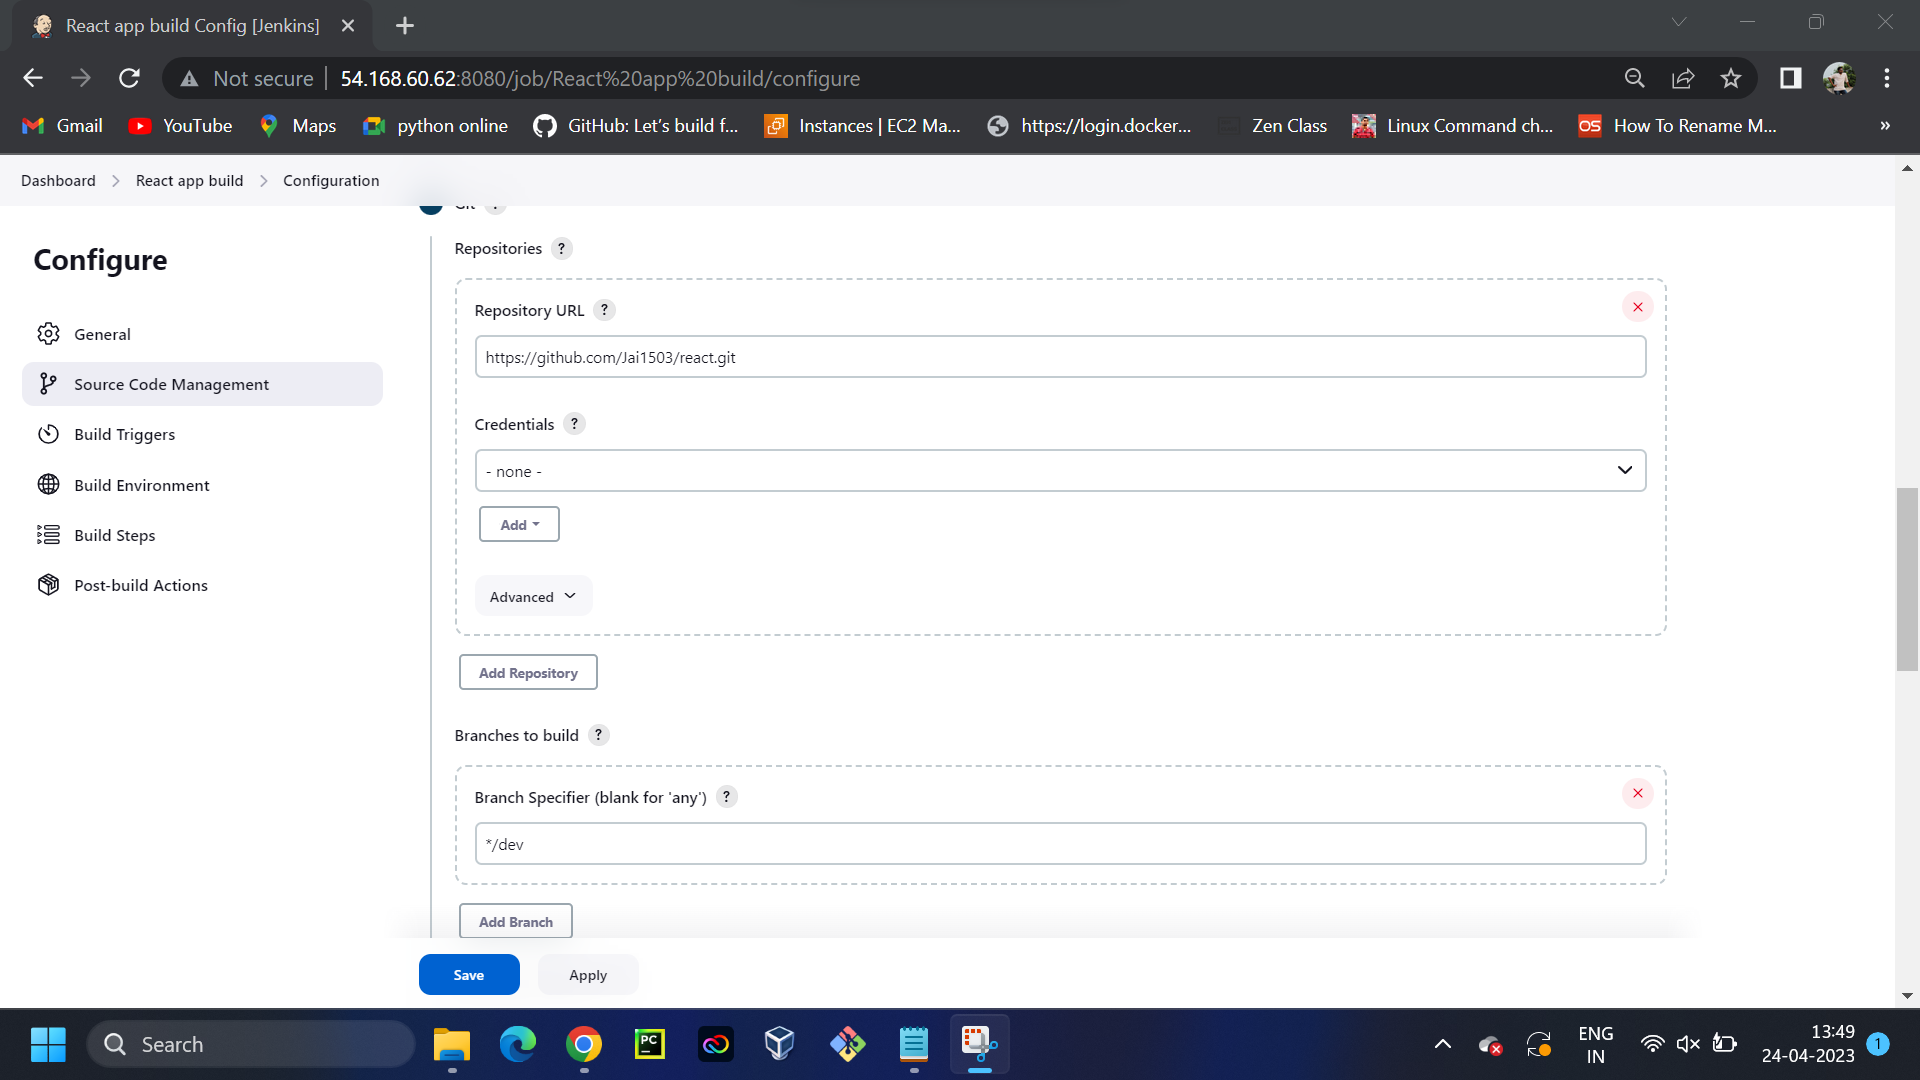 React app build Config [Jenkins]
Not secure
54.168.60.62:8080/job/React%20app%20build/configure
Gmail
YouTube
Maps
python online
GitHub: Let's build f...
Instances | EC2 Ma...
https://login.docker...
Zen Class
Linux Command ch...
OS
How To Rename M...
»
Dashboard
React app build
Configuration
Git ?
Configure
General
Source Code Management
Build Triggers
Build Environment
Build Steps
Post-build Actions
Repositories ?
Repository URL ?
https://github.com/Jai1503/react.git
Credentials ?
- none -
Add
Advanced
Add Repository
Branches to build ?
Branch Specifier (blank for 'any') ?
*/dev
Add Branch
Save
Apply
Search
PC
ENG
IN
13:49
24-04-2023
1